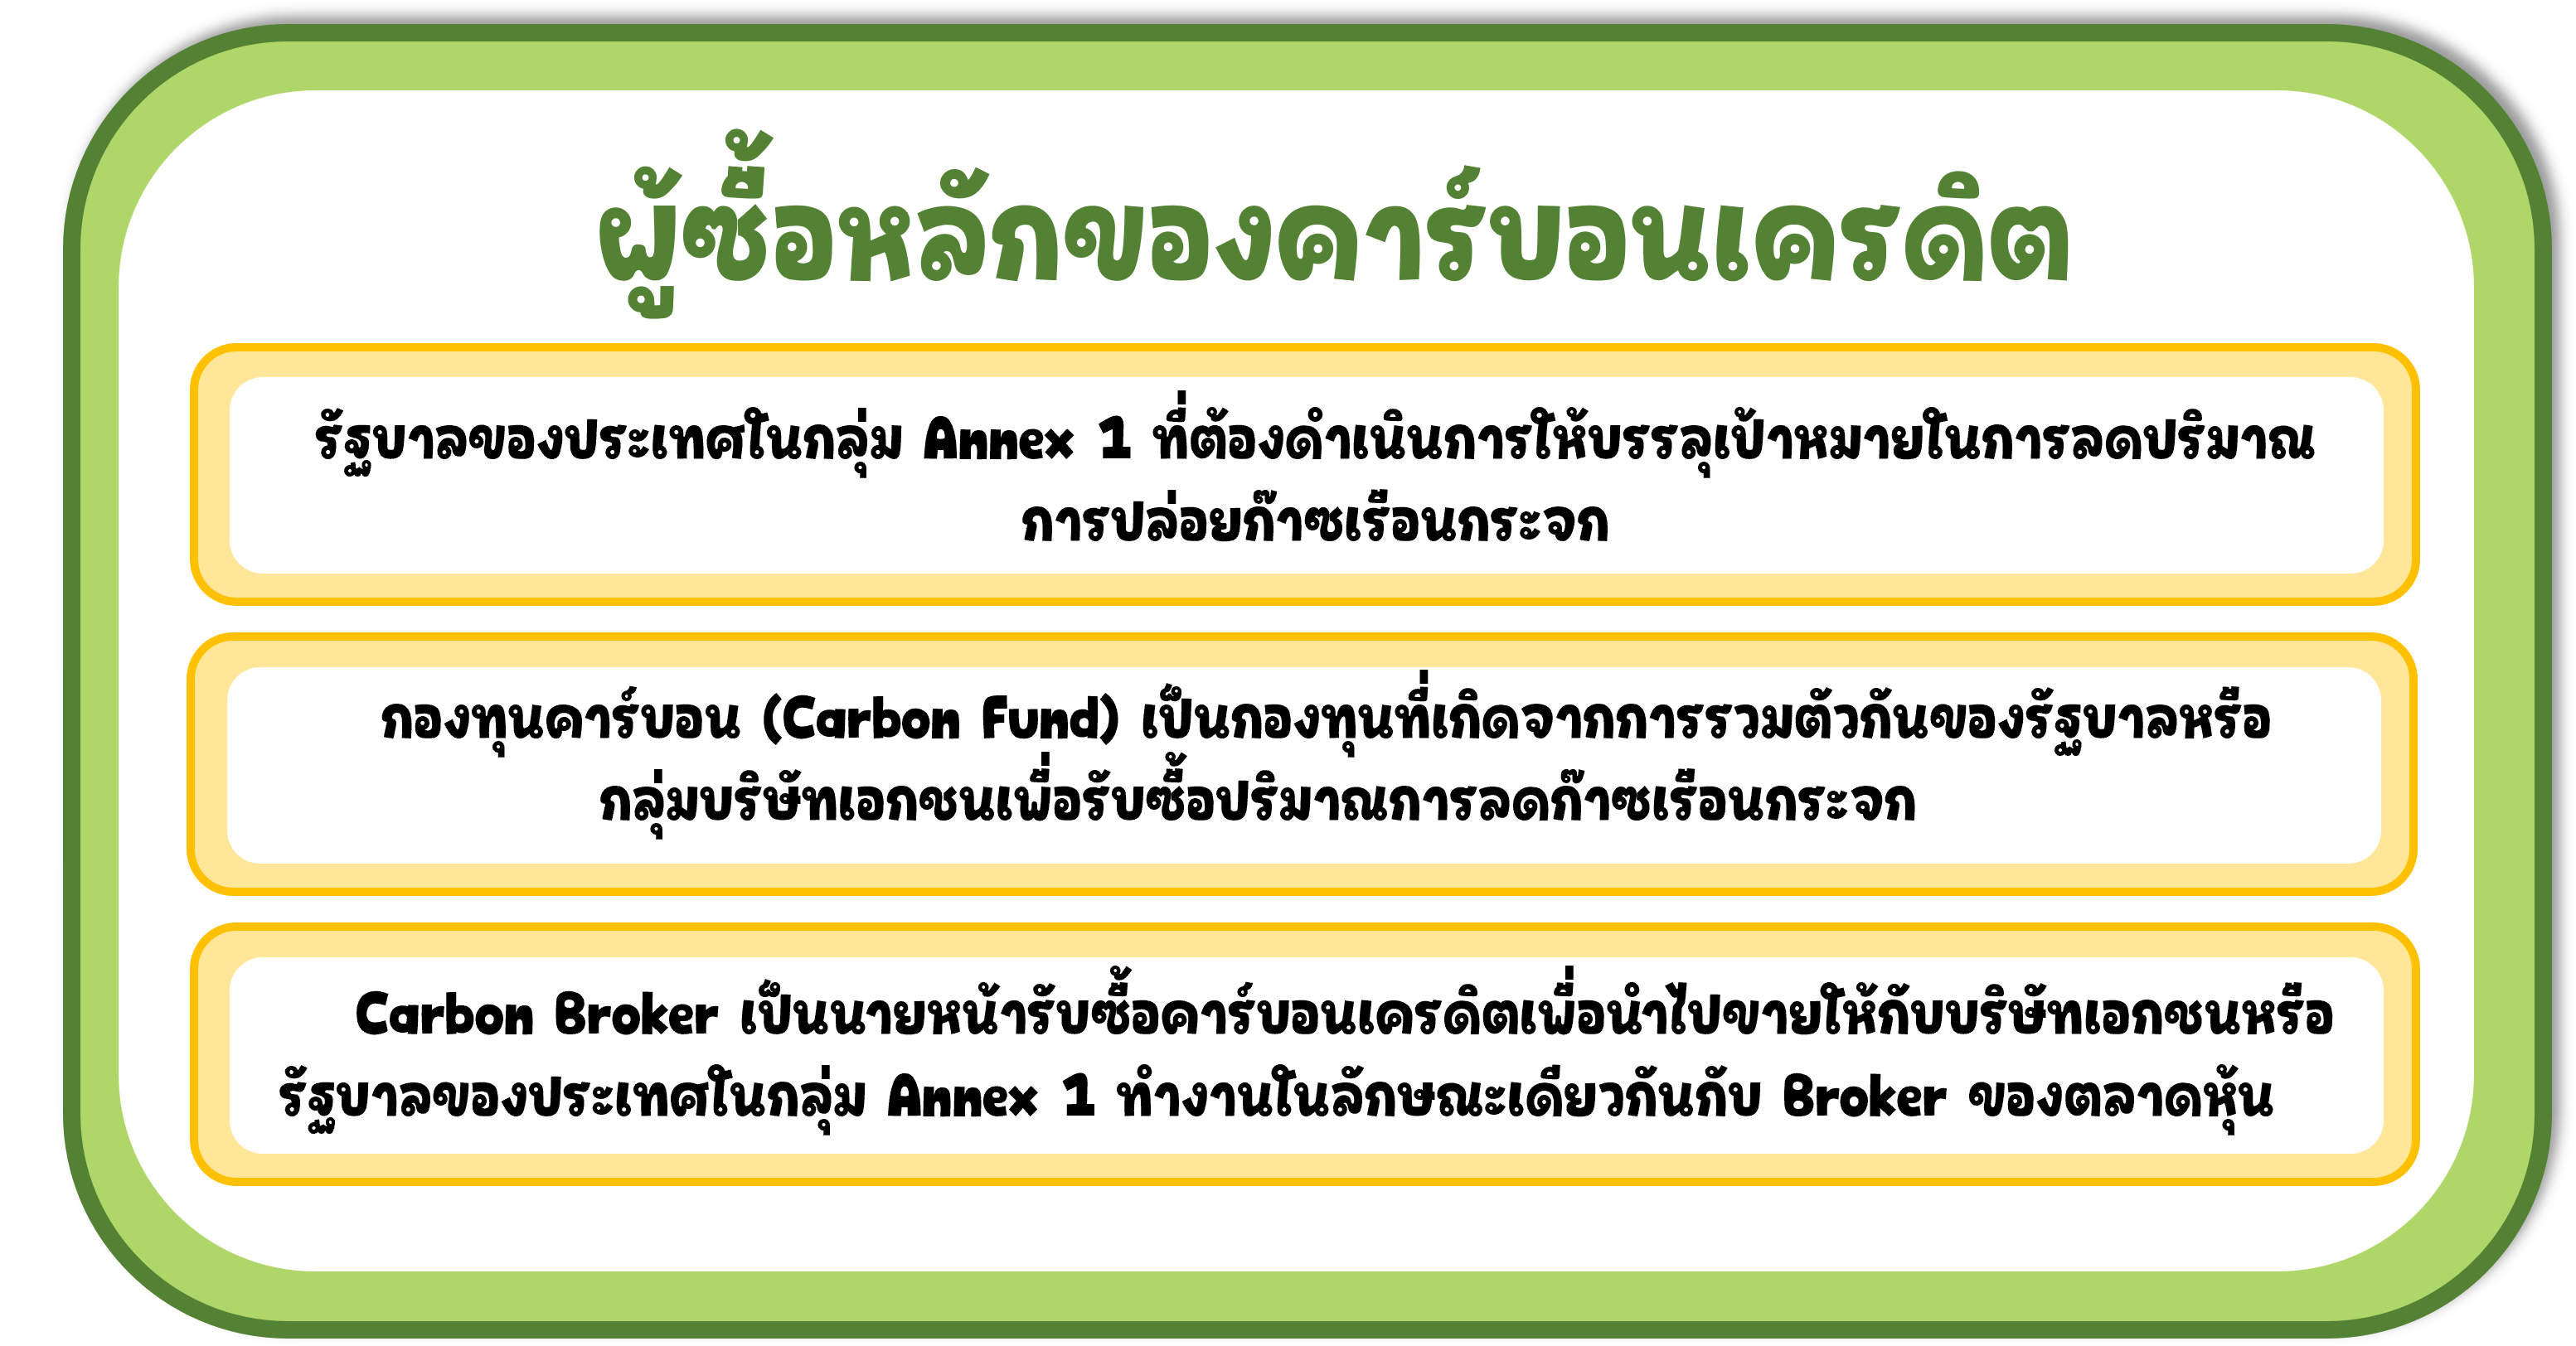 ผู้ซื้อหลักของคาร์บอนเครดิต
รัฐบาลของประเทศในกลุ่ม Annex 1 ที่ต้องดำเนินการให้บรรลุเป้าหมายในการลดปริมาณ
การปล่อยก๊าซเรือนกระจก
กองทุนคาร์บอน (Carbon Fund) เป็นกองทุนที่เกิดจากการรวมตัวกันของรัฐบาลหรือ
กลุ่มบริษัทเอกชนเพื่อรับซื้อปริมาณการลดก๊าซเรือนกระจก
Carbon Broker เป็นนายหน้ารับซื้อคาร์บอนเครดิตเพื่อนำไปขายให้กับบริษัทเอกชนหรือ
รัฐบาลของประเทศในกลุ่ม Annex 1 ทำงานในลักษณะเดียวกันกับ Broker ของตลาดหุ้น